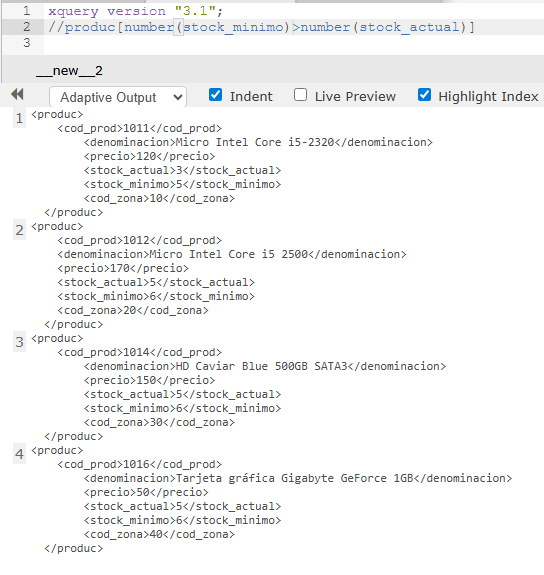 1 xquery version "3.1";
2 //produc[number(stock_minimo)>number(stock_actual)]
3
__new__2
Adaptive Output Indent Live Preview Highlight Index
1 <produc>
<cod_prod>1011</cod_prod>
<denominacion>Micro Intel Core i5-2320</denominacion>
<precio>120</precio>
<stock_actual>3</stock_actual>
<stock_minimo>5</stock_minimo>
<cod_zona>10</cod_zona>
</produc>
2 <produc>
<cod_prod>1012</cod_prod>
<denominacion>Micro Intel Core i5 2500</denominacion>
<precio>170</precio>
<stock_actual>5</stock_actual>
<stock_minimo>6</stock_minimo>
<cod_zona>20</cod_zona>
</produc>
3 <produc>
<cod_prod>1014</cod_prod>
<denominacion>HD Caviar Blue 500GB SATA3</denominacion>
<precio>150</precio>
<stock_actual>5</stock_actual>
<stock_minimo>6</stock_minimo>
<cod_zona>30</cod_zona>
</produc>
4 <produc>
<cod_prod>1016</cod_prod>
<denominacion>Tarjeta gráfica Gigabyte GeForce 1GB</denominacion>
<precio>50</precio>
<stock_actual>5</stock_actual>
<stock_minimo>6</stock_minimo>
<cod_zona>40</cod_zona>
</produc>